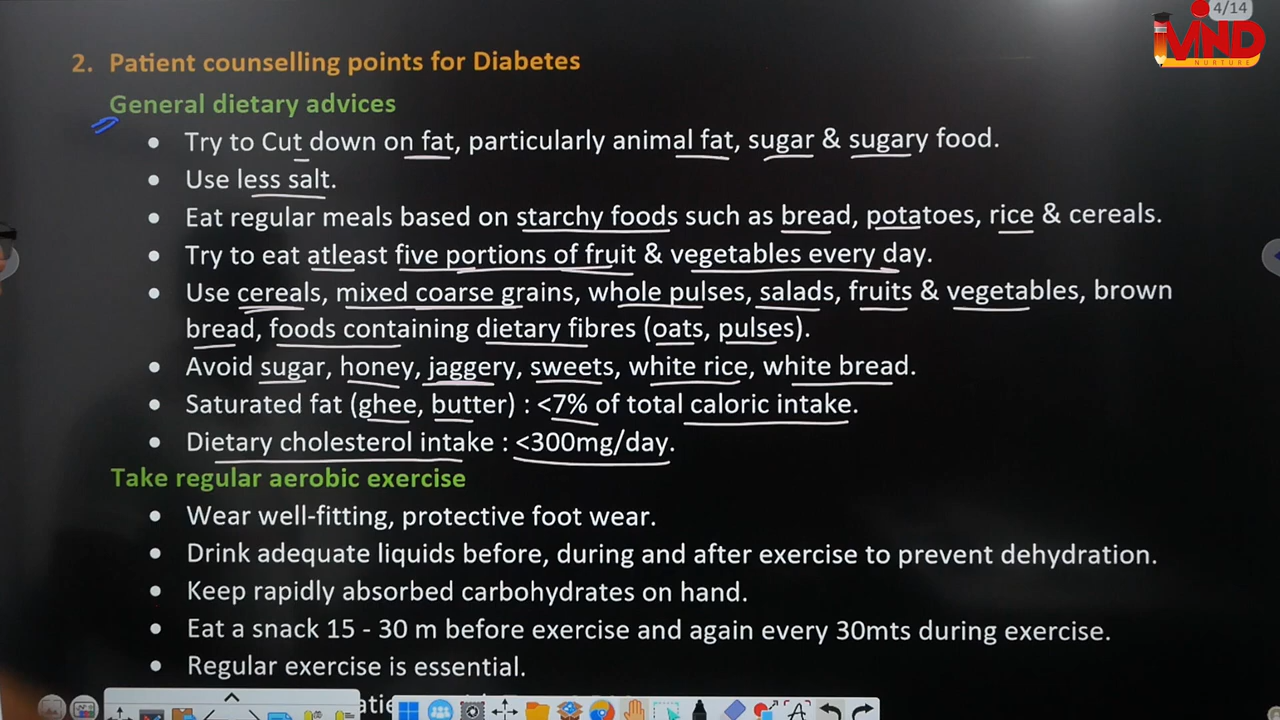 4/14
MIND
NURTURE
2. Patient counselling points for Diabetes
General dietary advices
• Try to Cut down on fat, particularly animal fat, sugar & sugary food.
• Use less salt.
• Eat regular meals based on starchy foods such as bread, potatoes, rice & cereals.
• Try to eat atleast five portions of fruit & vegetables every day.
• Use cereals, mixed coarse grains, whole pulses, salads, fruits & vegetables, brown
bread, foods containing dietary fibres (oats, pulses).
• Avoid sugar, honey, jaggery, sweets, white rice, white bread.
• Saturated fat (ghee, butter) : <7% of total caloric intake.
• Dietary cholesterol intake : <300mg/day.
Take regular aerobic exercise
• Wear well-fitting, protective foot wear.
• Drink adequate liquids before, during and after exercise to prevent dehydration.
• Keep rapidly absorbed carbohydrates on hand.
• Eat a snack 15 - 30 m before exercise and again every 30mts during exercise.
• Regular exercise is essential.